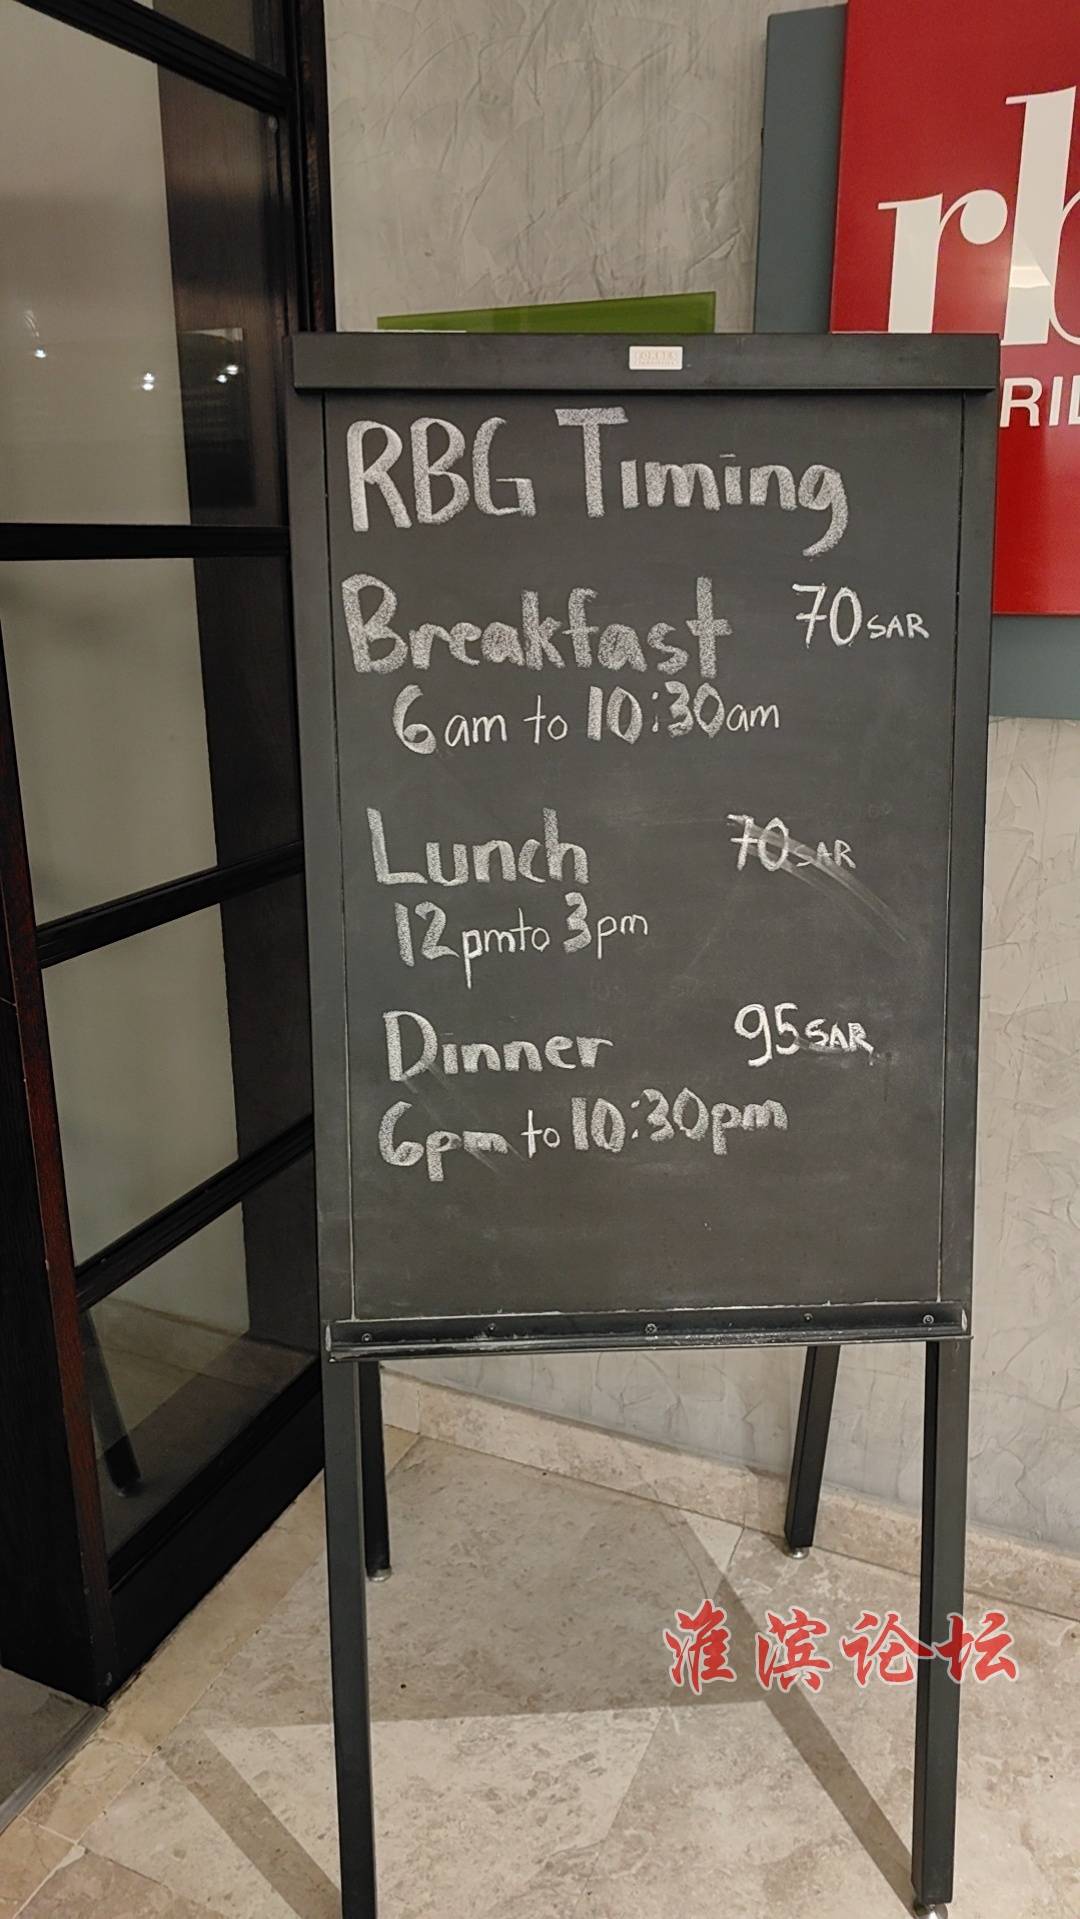 rb
RIB
RBG Timing
Breakfast 70 SAR
6am to 10:30am
Lunch 70 SAR
12pm to 3pm
Dinner 95 SAR
6pm to 10:30pm
淮滨论坛